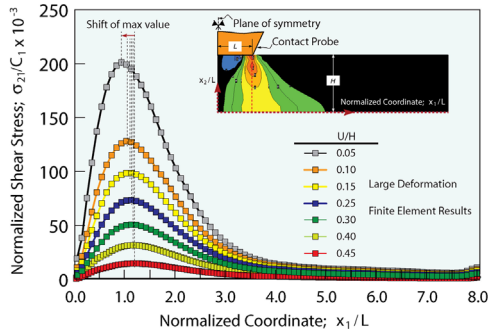 250
200
150
100
50
0
Normalized Shear Stress; σ21/C1 x 10-3
Shift of max value
Plane of symmetry
Contact Probe
L
H
x2/L
Normalized Coordinate; x1/L
U/H
0.05
0.10
0.15
0.25
0.30
0.40
0.45
Large Deformation
Finite Element Results
0.0 1.0 2.0 3.0 4.0 5.0 6.0 7.0 8.0
Normalized Coordinate; x1/L